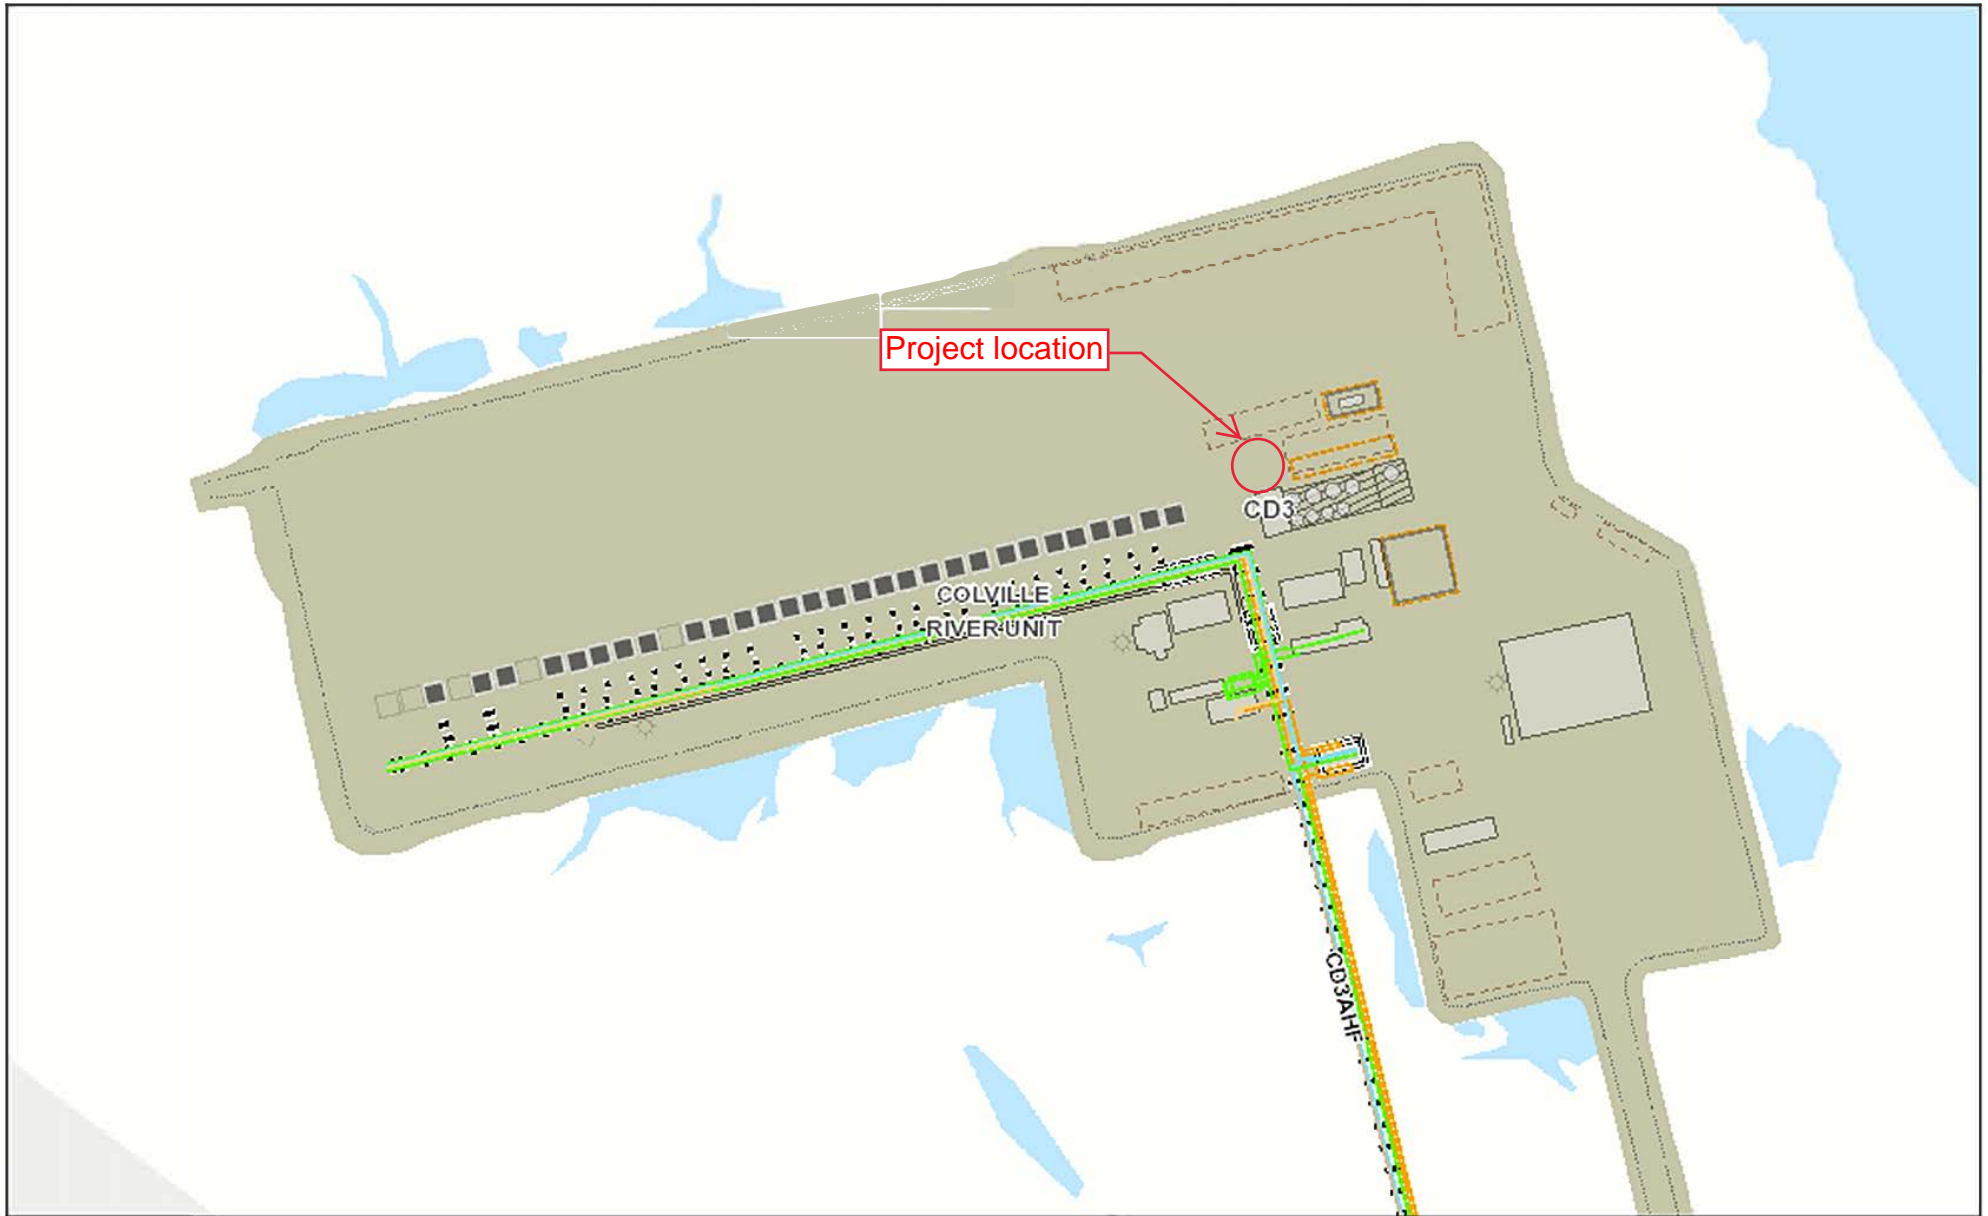 Project location
CD3
COLVILLE
RIVER UNIT
CD3AHF